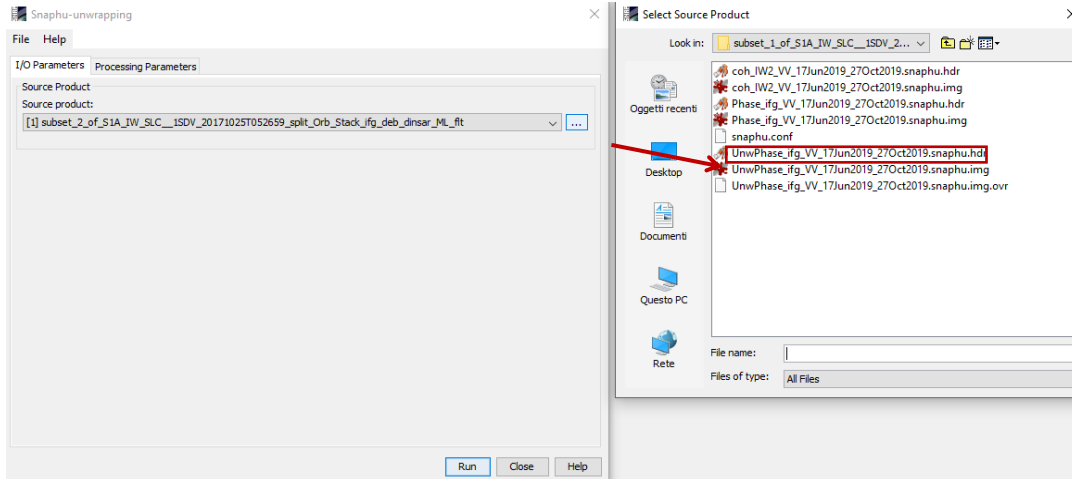 Snaphu-unwrapping
File Help
I/O Parameters Processing Parameters
Source Product
Source product:
[1] subset_2_of_S1A_IW_SLC__1SDV_20171025T052659_split_Orb_Stack_ifg_deb_dinsar_ML_flt
...
Run Close Help
Select Source Product
Look in: subset_1_of_S1A_IW_SLC__1SDV_2...
Oggetti recenti
Desktop
Documenti
Questo PC
Rete
coh_IW2_VV_17Jun2019_27Oct2019.snaphu.hdr
coh_IW2_VV_17Jun2019_27Oct2019.snaphu.img
Phase_ifg_VV_17Jun2019_27Oct2019.snaphu.hdr
Phase_ifg_VV_17Jun2019_27Oct2019.snaphu.img
snaphu.conf
UnwPhase_ifg_VV_17Jun2019_27Oct2019.snaphu.hdr
UnwPhase_ifg_VV_17Jun2019_27Oct2019.snaphu.img
UnwPhase_ifg_VV_17Jun2019_27Oct2019.snaphu.img.ovr
File name:
Files of type: All Files